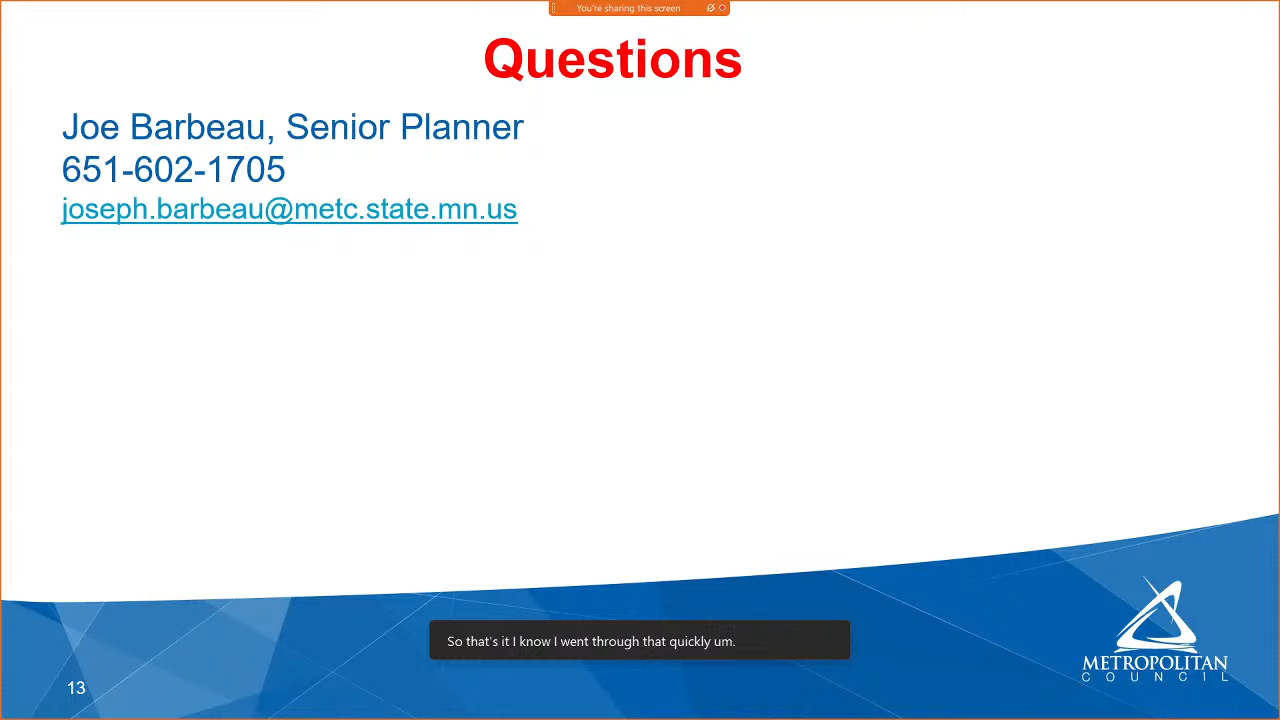 You're sharing this screen
Questions
Joe Barbeau, Senior Planner
651-602-1705
joseph.barbeau@metc.state.mn.us
So that's it I know I went through that quickly um.
METROPOLITAN
COUNCIL
13